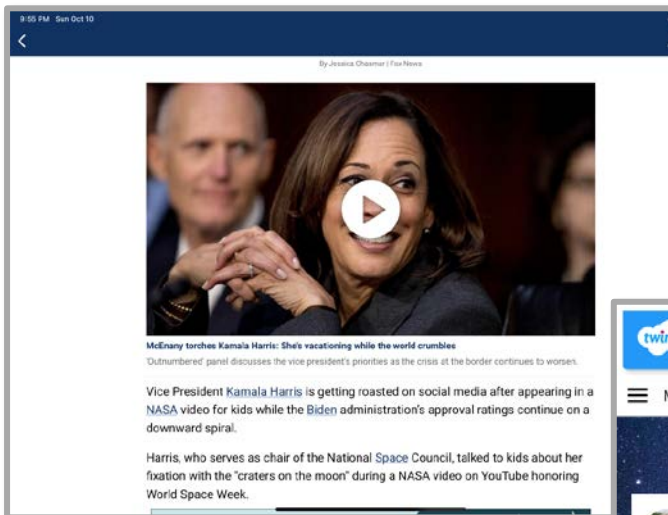 9:55 PM Sun Oct 10
By Jessica Chasmar | Fox News
McEnany torches Kamala Harris: She's vacationing while the world crumbles
'Outnumbered' panel discusses the vice president's priorities as the crisis at the border continues to worsen.
Vice President Kamala Harris is getting roasted on social media after appearing in a
NASA video for kids while the Biden administration's approval ratings continue on a
downward spiral.
Harris, who serves as chair of the National Space Council, talked to kids about her
fixation with the "craters on the moon" during a NASA video on YouTube honoring
World Space Week.